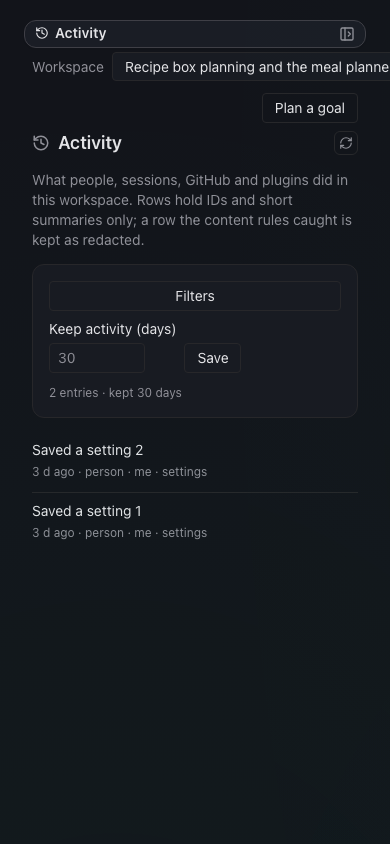 Activity
Workspace
Recipe box planning and the meal planne
Plan a goal
Activity
What people, sessions, GitHub and plugins did in
this workspace. Rows hold IDs and short
summaries only; a row the content rules caught is
kept as redacted.
Filters
Keep activity (days)
30
Save
2 entries · kept 30 days
Saved a setting 2
3 d ago · person · me · settings
Saved a setting 1
3 d ago · person · me · settings